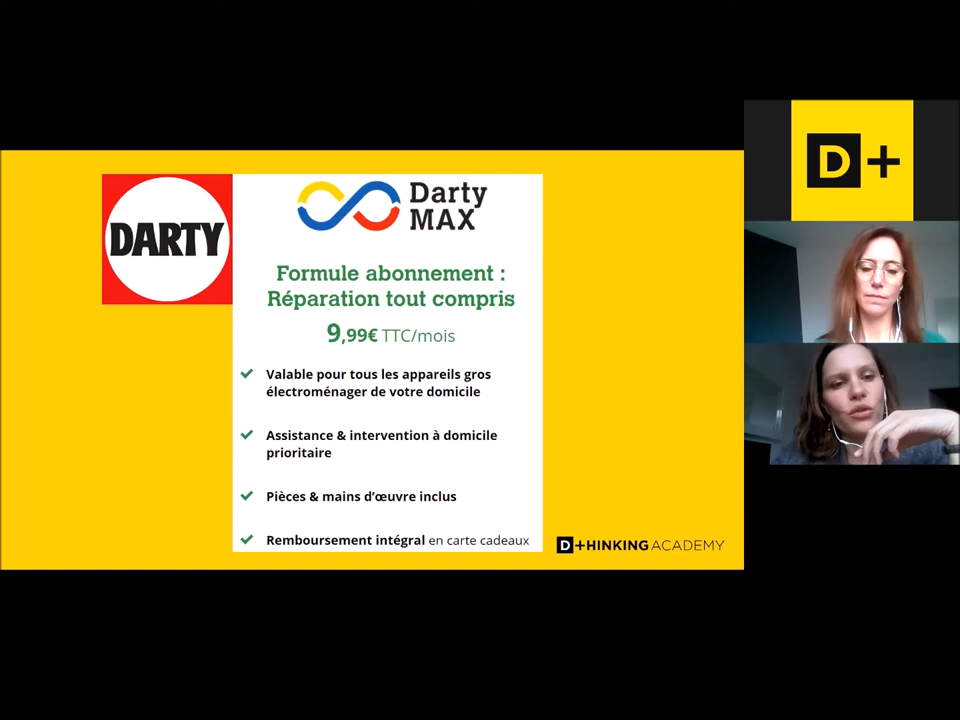 DARTY
Darty
MAX
Formule abonnement :
Réparation tout compris
9,99€ TTC/mois
Valable pour tous les appareils gros
électroménager de votre domicile
Assistance & intervention à domicile
prioritaire
Pièces & mains d'œuvre inclus
Remboursement intégral en carte cadeaux
D+HINKING ACADEMY
D+